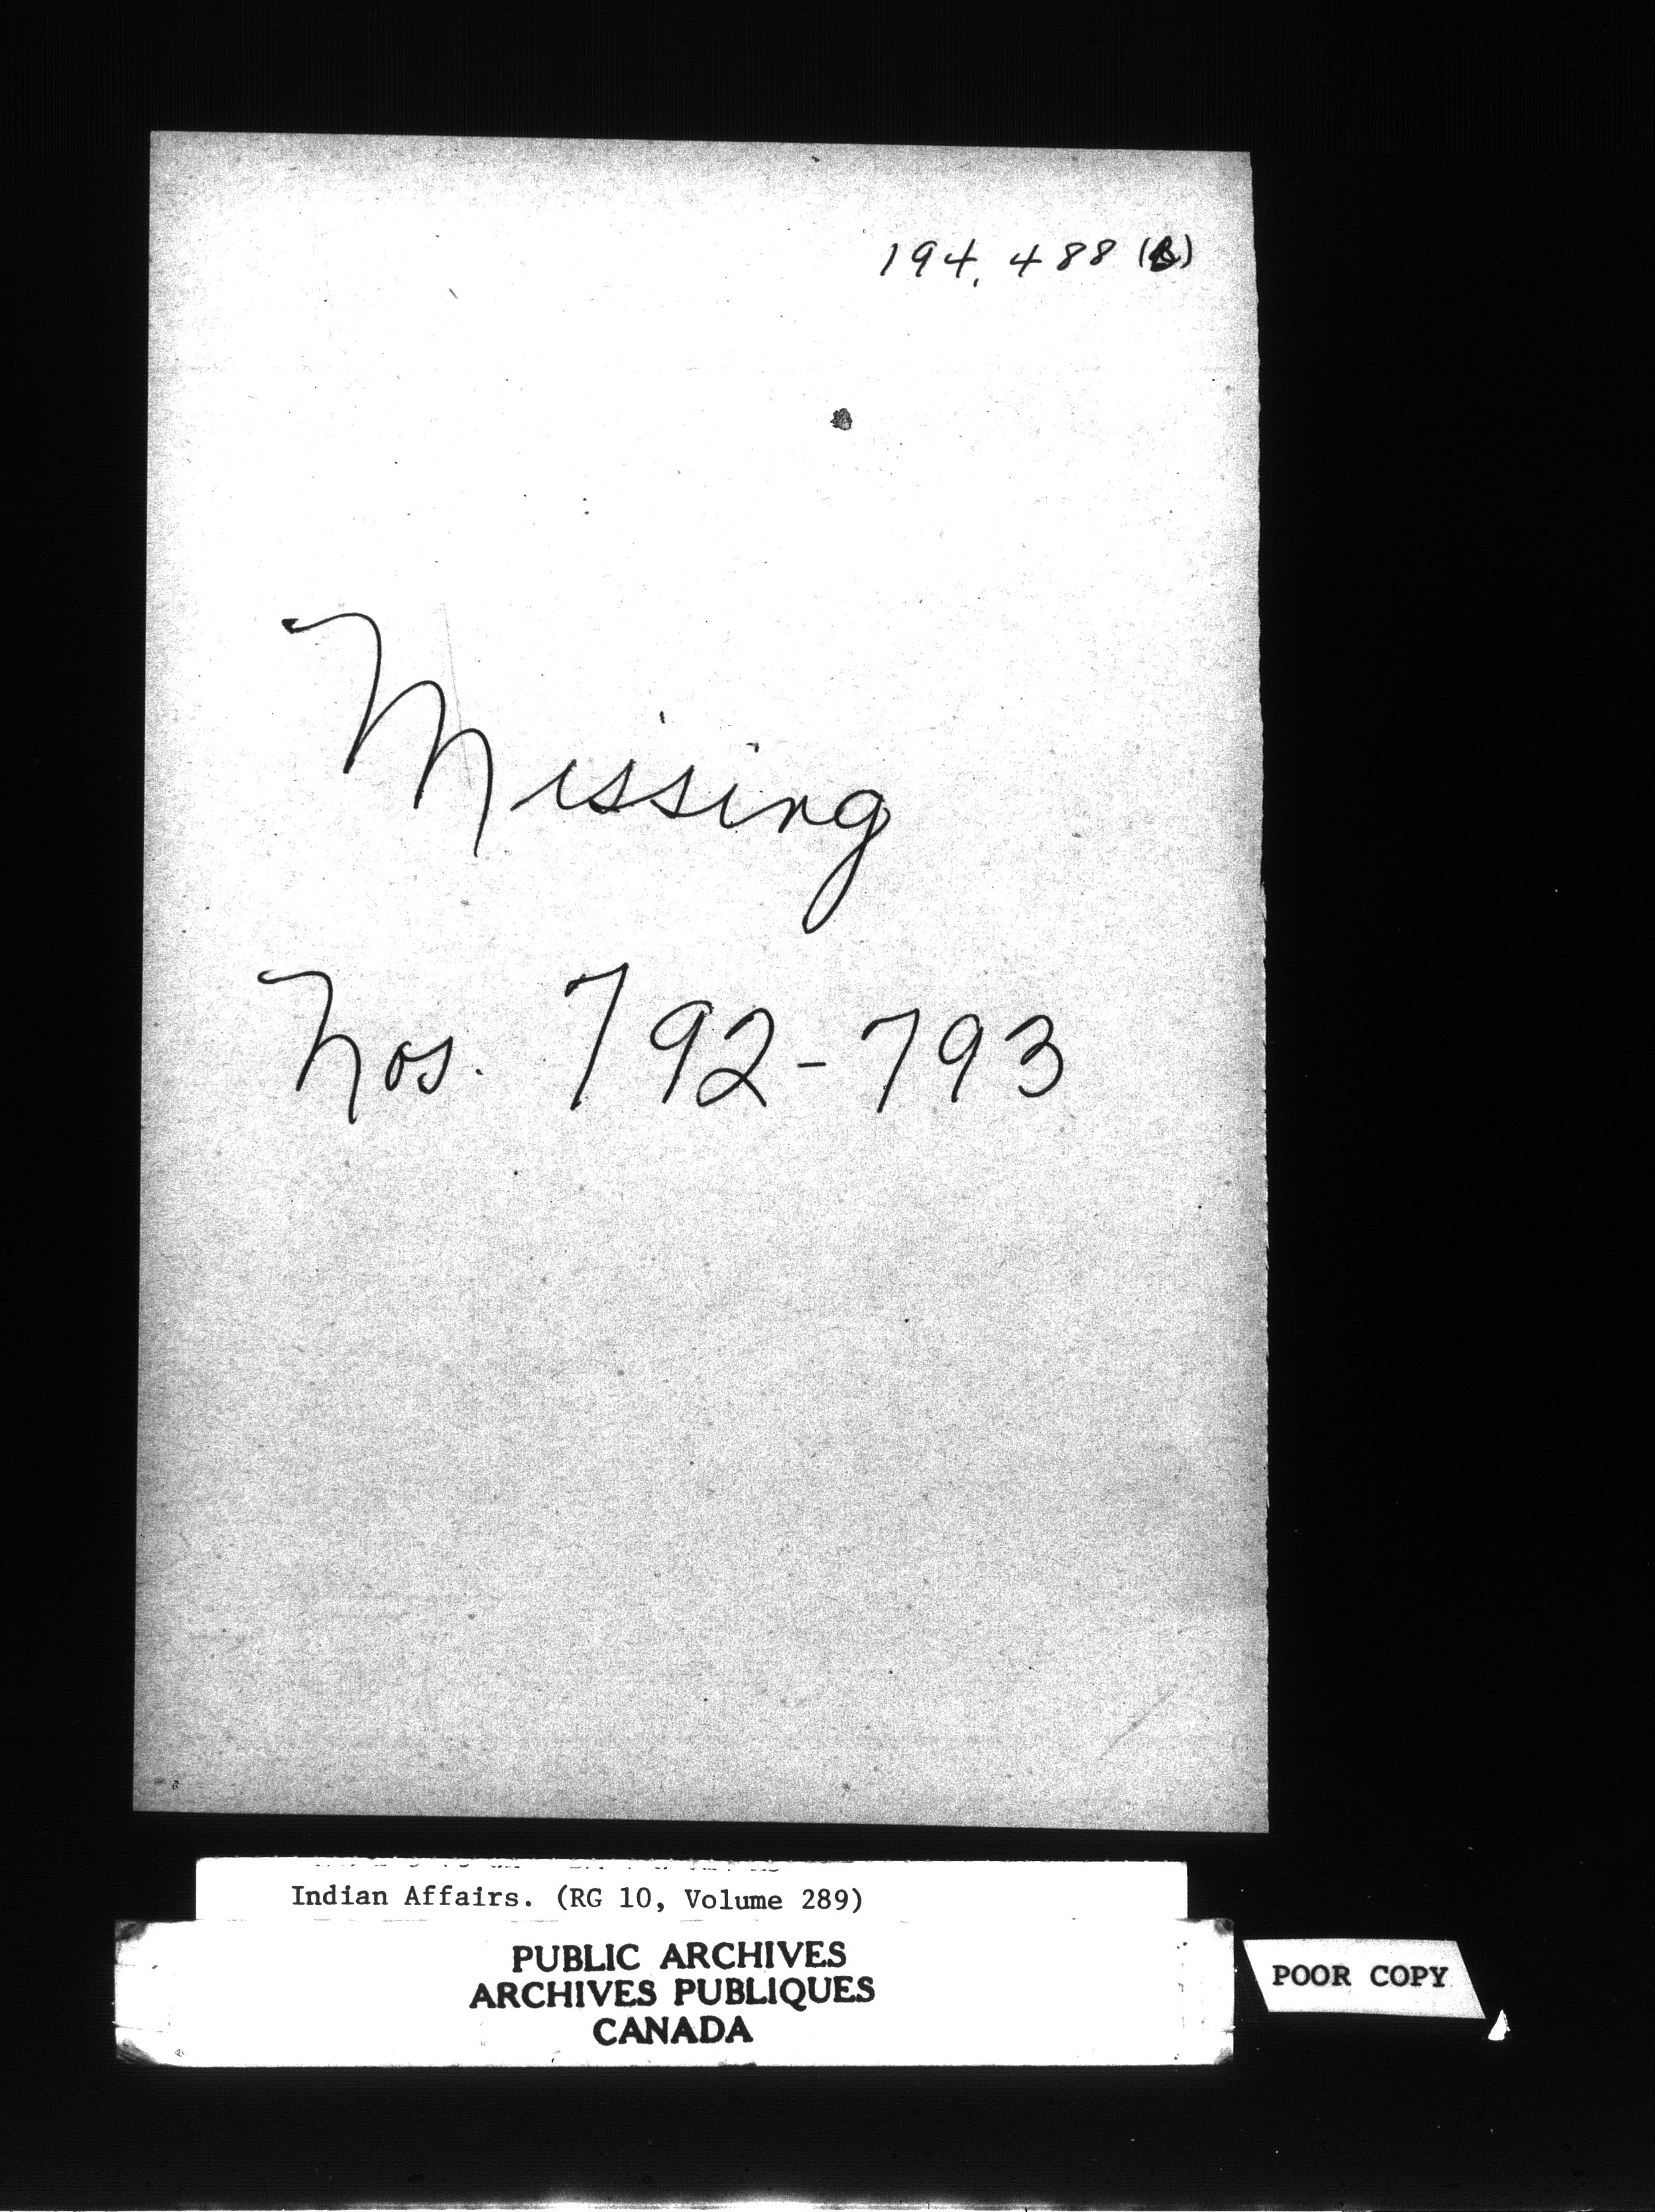 194,488 (B)
Missing
Nos. 792-793
Indian Affairs. (RG 10, Volume 289)
PUBLIC ARCHIVES
ARCHIVES PUBLIQUES
CANADA
POOR COPY